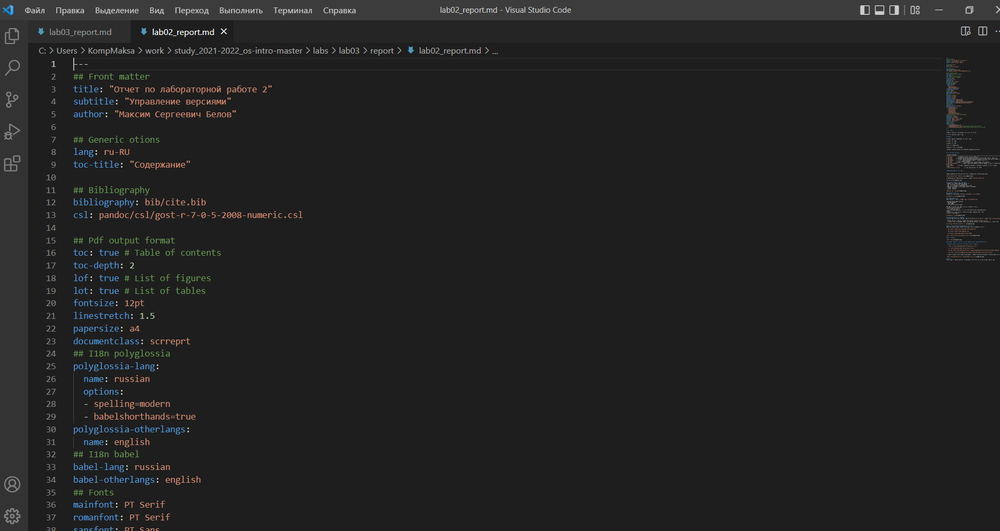 Файл Правка Выделение Вид Переход Выполнить Терминал Справка lab02_report.md - Visual Studio Code
lab03_report.md lab02_report.md
C: > Users > KompMaksa > work > study_2021-2022_os-intro-master > labs > lab03 > report > lab02_report.md > ...
1 ---
2 ## Front matter
3 title: "Отчет по лабораторной работе 2"
4 subtitle: "Управление версиями"
5 author: "Максим Сергеевич Белов"
6
7 ## Generic otions
8 lang: ru-RU
9 toc-title: "Содержание"
10
11 ## Bibliography
12 bibliography: bib/cite.bib
13 csl: pandoc/csl/gost-r-7-0-5-2008-numeric.csl
14
15 ## Pdf output format
16 toc: true # Table of contents
17 toc-depth: 2
18 lof: true # List of figures
19 lot: true # List of tables
20 fontsize: 12pt
21 linestretch: 1.5
22 papersize: a4
23 documentclass: scrreprt
24 ## I18n polyglossia
25 polyglossia-lang:
26 name: russian
27 options:
28 - spelling=modern
29 - babelshorthands=true
30 polyglossia-otherlangs:
31 name: english
32 ## I18n babel
33 babel-lang: russian
34 babel-otherlangs: english
35 ## Fonts
36 mainfont: PT Serif
37 romanfont: PT Serif
38 sansfont: PT Sans